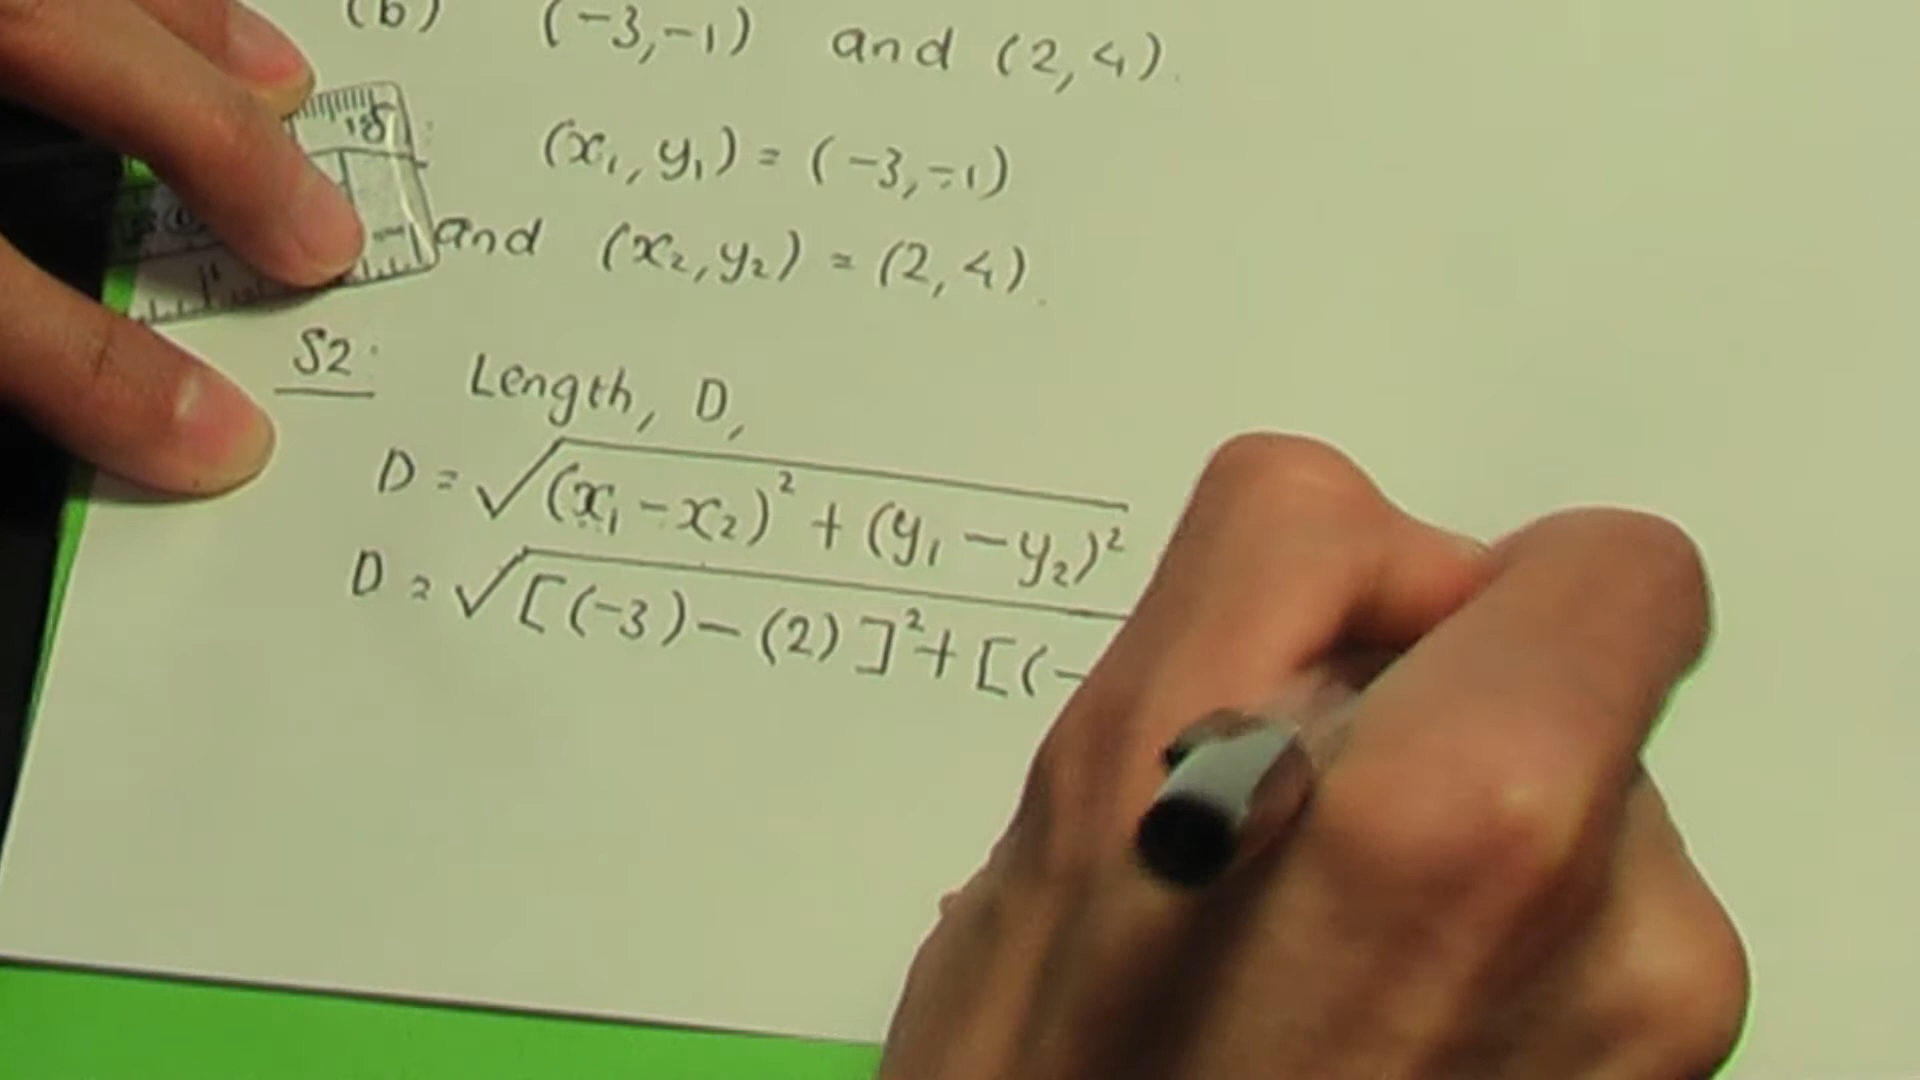 (b) (-3,-1) and (2,4).
(x₁,y₁) = (-3,-1)
and (x₂,y₂) = (2,4).
S2: Length, D,
D = √(x₁-x₂)² + (y₁-y₂)²
D = √[(-3)-(2)]²+[(-